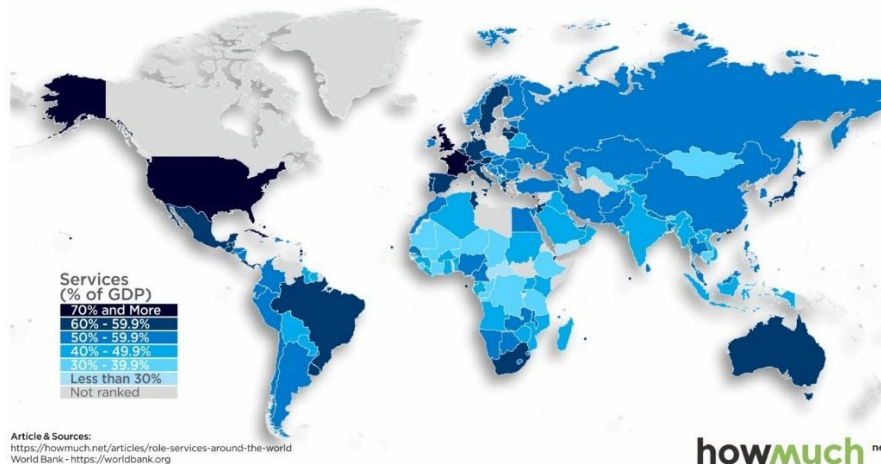 Services
(% of GDP)
70% and More
60% - 59.9%
50% - 59.9%
40% - 49.9%
30% - 39.9%
Less than 30%
Not ranked
Article & Sources:
https://howmuch.net/articles/role-services-around-the-world
World Bank - https://worldbank.org
howmuch ne